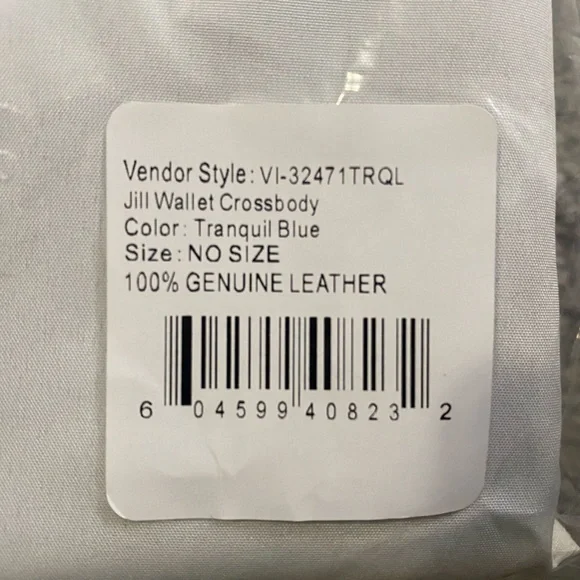 Vendor Style: VI-32471TRQL
Jill Wallet Crossbody
Color: Tranquil Blue
Size: NO SIZE
100% GENUINE LEATHER
6 04599 40823 2